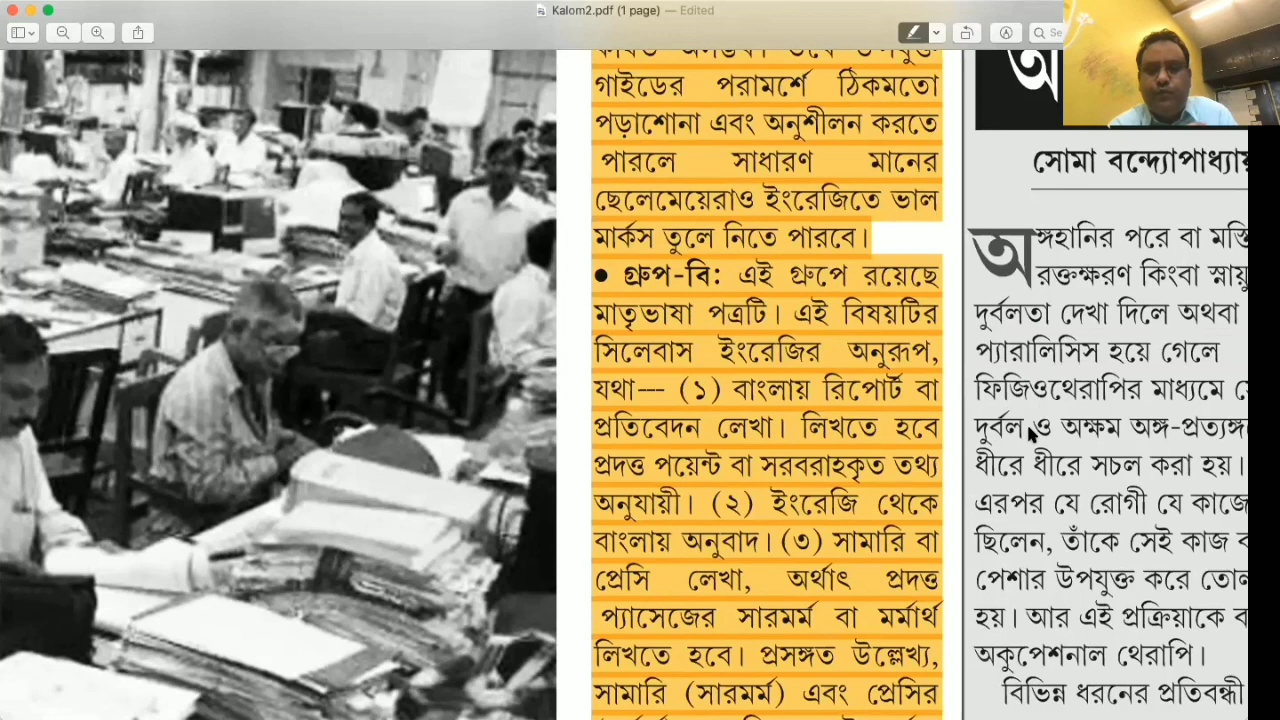 Kalom2.pdf (1 page) — Edited
গাইডের পরামর্শে ঠিকমতো
পড়াশোনা এবং অনুশীলন করতে
পারলে সাধারণ মানের
ছেলেমেয়েরাও ইংরেজিতে ভাল
মার্কস তুলে নিতে পারবে।
• গ্রুপ-বি: এই গ্রুপে রয়েছে
মাতৃভাষা পত্রটি। এই বিষয়টির
সিলেবাস ইংরেজির অনুরূপ,
যথা--- (১) বাংলায় রিপোর্ট বা
প্রতিবেদন লেখা। লিখতে হবে
প্রদত্ত পয়েন্ট বা সরবরাহকৃত তথ্য
অনুযায়ী। (২) ইংরেজি থেকে
বাংলায় অনুবাদ। (৩) সামারি বা
প্রেসি লেখা, অর্থাৎ প্রদত্ত
প্যাসেজের সারমর্ম বা মর্মার্থ
লিখতে হবে। প্রসঙ্গত উল্লেখ্য,
সামারি (সারমর্ম) এবং প্রেসির
অ
সোমা বন্দ্যোপাধ্যায়
অঙ্গহানির পরে বা
রক্তক্ষরণ কিংবা
দুর্বলতা দেখা দিলে অথবা
প্যারালিসিস হয়ে গেলে
ফিজিওথেরাপির মাধ্যমে
দুর্বল ও অক্ষম
ধীরে ধীরে সচল করা হয়।
এরপর যে রোগী যে কাজে
ছিলেন, তাঁকে সেই কাজ
পেশার উপযুক্ত করে
হয়। আর এই প্রক্রিয়াকে
অকুপেশনাল থেরাপি।
বিভিন্ন ধরনের প্রতিবন্ধী